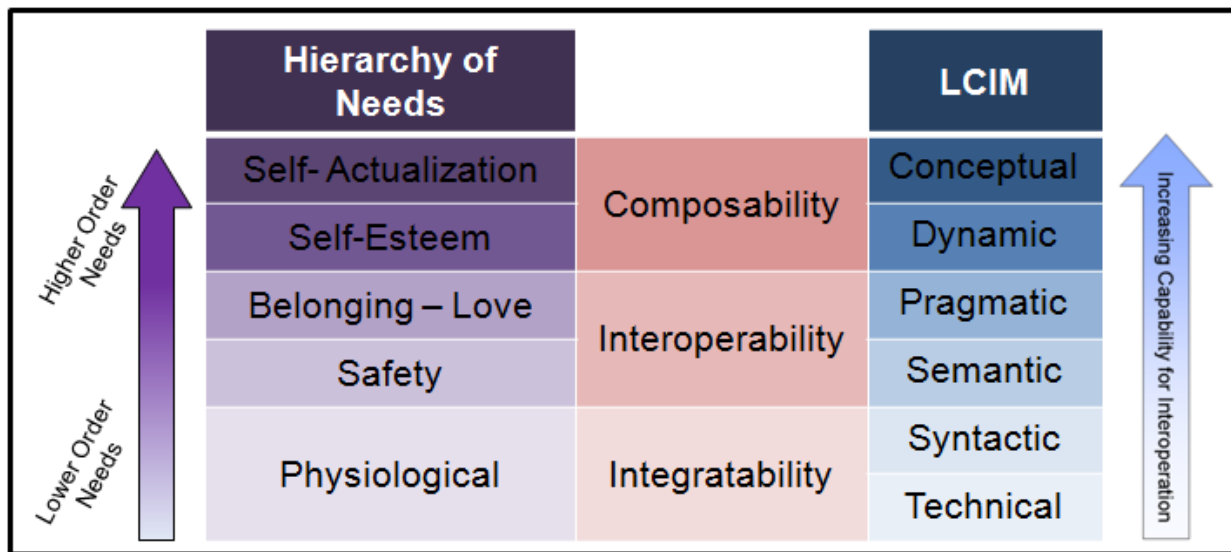 Hierarchy of
Needs
LCIM
Higher Order
Needs
Lower Order
Needs
Self- Actualization
Self-Esteem
Belonging – Love
Safety
Physiological
Composability
Interoperability
Integratability
Conceptual
Dynamic
Pragmatic
Semantic
Syntactic
Technical
Increasing Capability for Interoperation